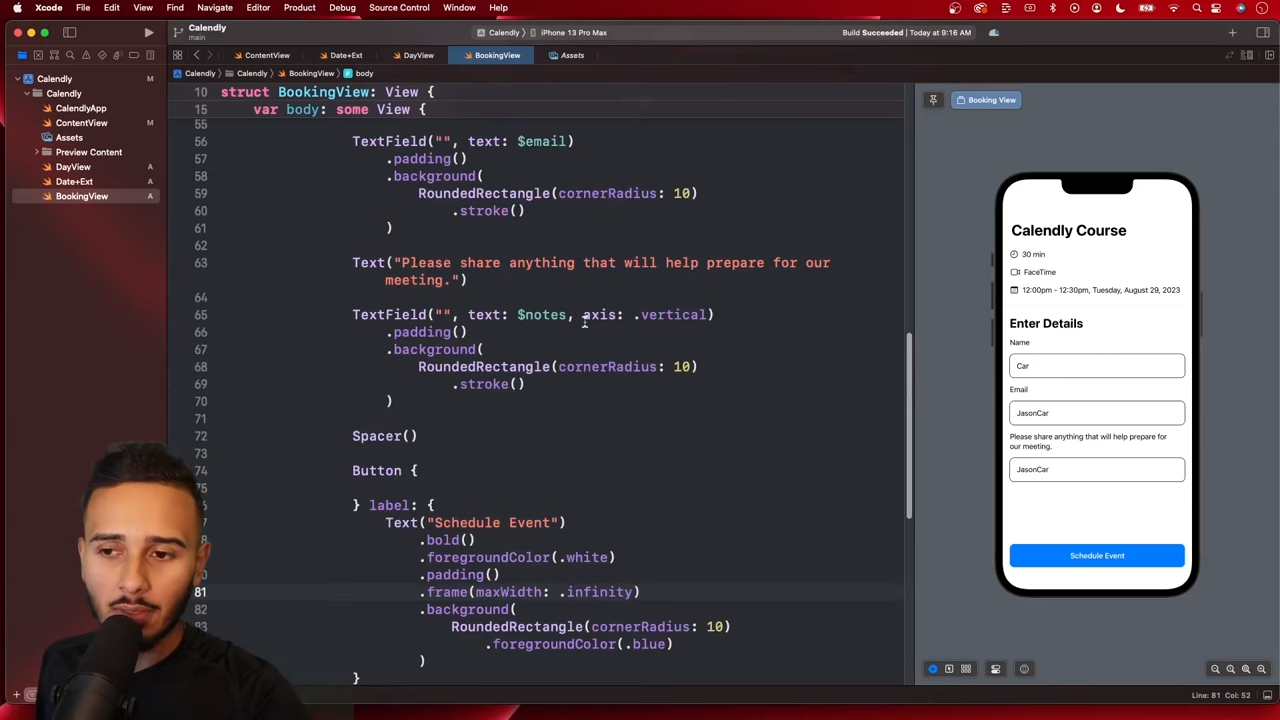 Xcode File Edit View Find Navigate Editor Product Debug Source Control Window Help
Calendly
main
Calendly iPhone 13 Pro Max
Build Succeeded | Today at 9:16 AM
ContentView Date+Ext DayView BookingView Assets
Calendly Calendly BookingView body
Calendly M
Calendly
CalendlyApp
ContentView M
Assets
Preview Content
DayView A
Date+Ext A
BookingView A
10 struct BookingView: View {
15 var body: some View {
55
56 TextField("", text: $email)
57 .padding()
58 .background(
59 RoundedRectangle(cornerRadius: 10)
60 .stroke()
61 )
62
63 Text("Please share anything that will help prepare for our
meeting.")
64
65 TextField("", text: $notes, axis: .vertical)
66 .padding()
67 .background(
68 RoundedRectangle(cornerRadius: 10)
69 .stroke()
70 )
71
72 Spacer()
73
74 Button {
75
} label: {
Text("Schedule Event")
.bold()
.foregroundColor(.white)
.padding()
81 .frame(maxWidth: .infinity)
82 .background(
83 RoundedRectangle(cornerRadius: 10)
.foregroundColor(.blue)
)
}
Booking View
Calendly Course
30 min
FaceTime
12:00pm - 12:30pm, Tuesday, August 29, 2023
Enter Details
Name
Car
Email
JasonCar
Please share anything that will help prepare for
our meeting.
JasonCar
Schedule Event
Line: 81 Col: 52